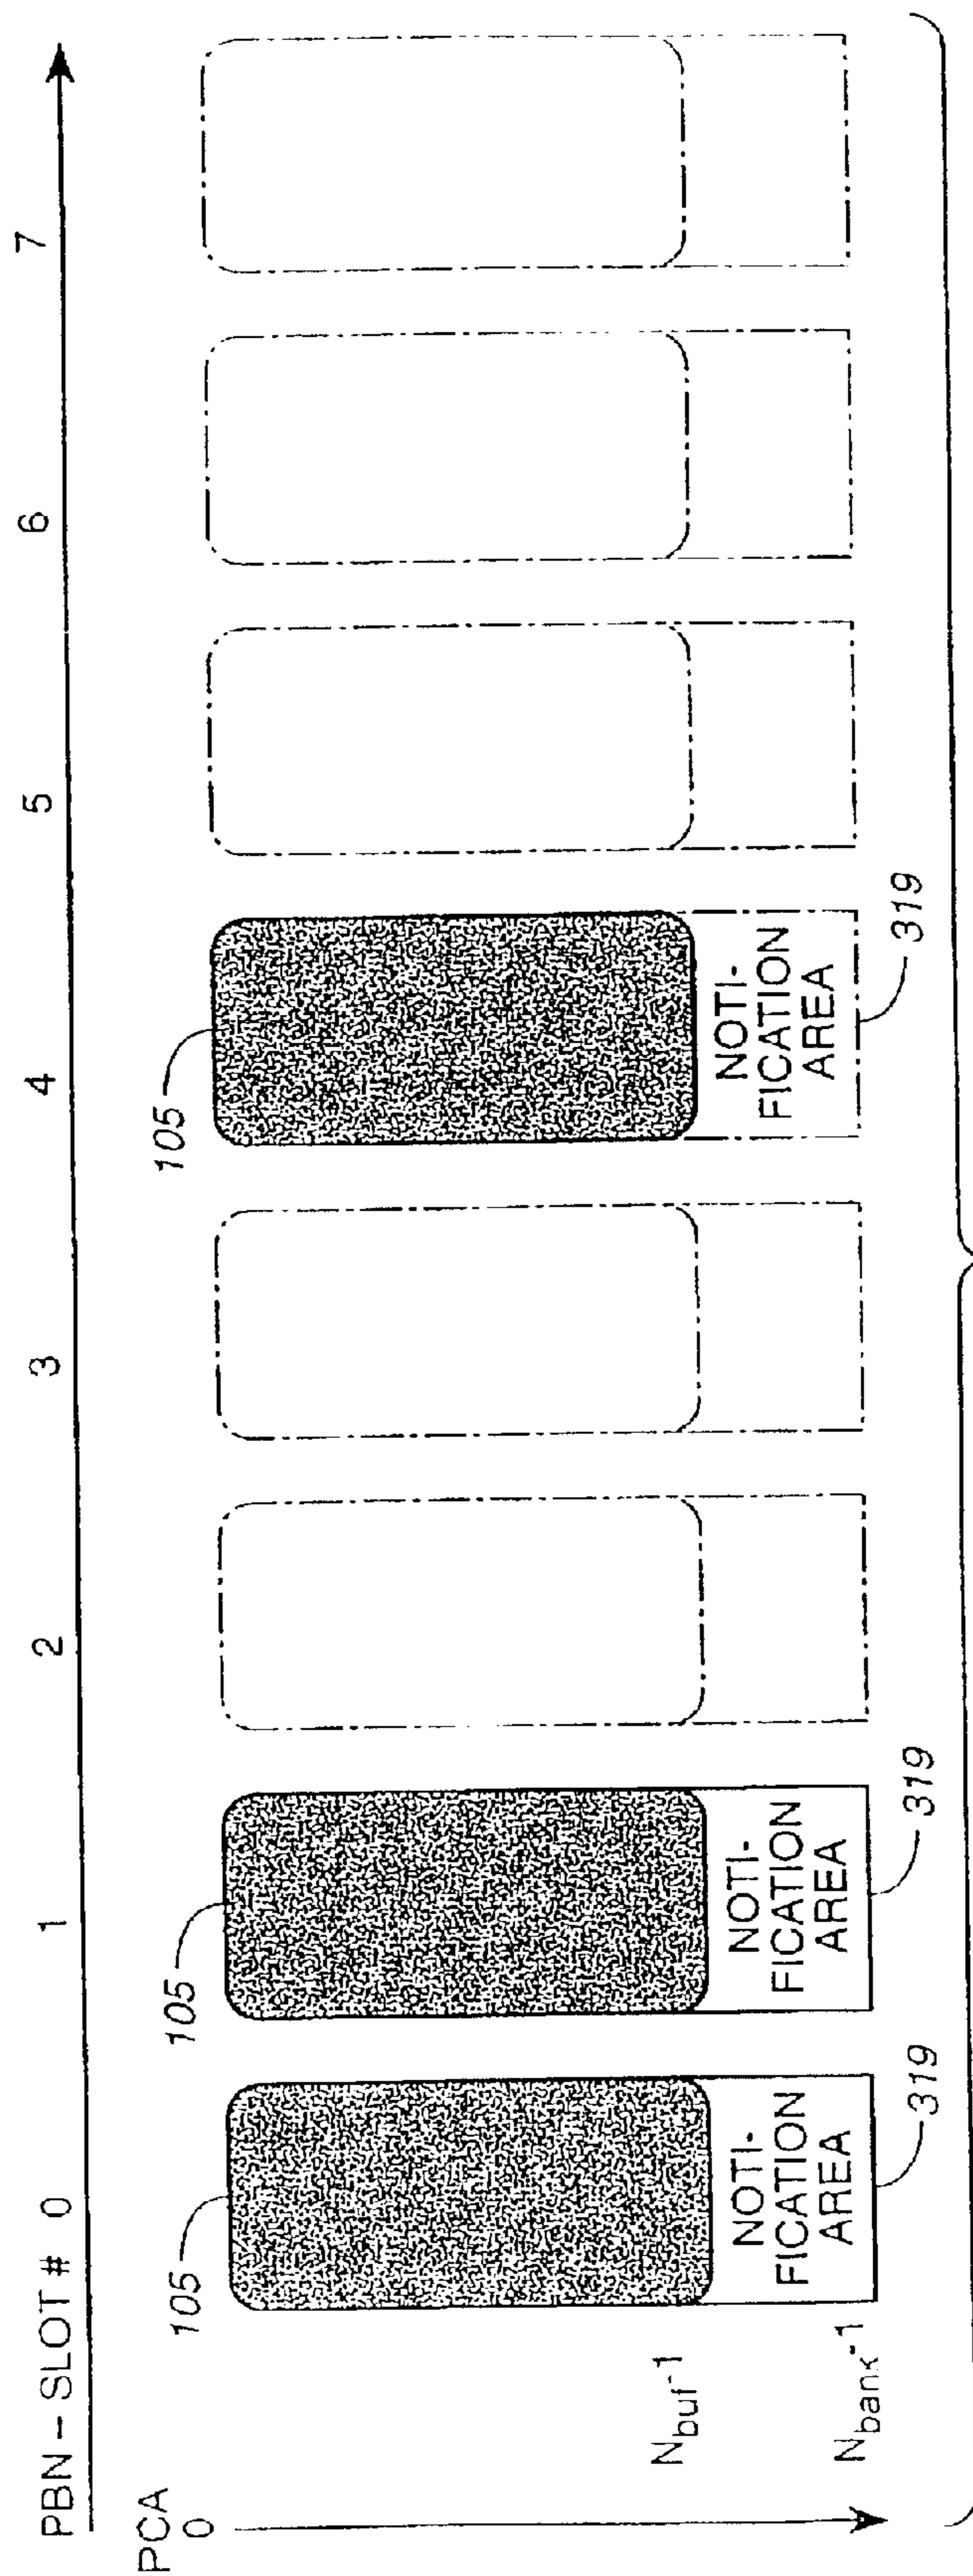 PBN – SLOT # 0 1 2 3 4 5 6 7
PCA
0
105 105 105
N_buf-1
NOTI-
FICATION
AREA
NOTI-
FICATION
AREA
NOTI-
FICATION
AREA
N_bank-1
319 319 319